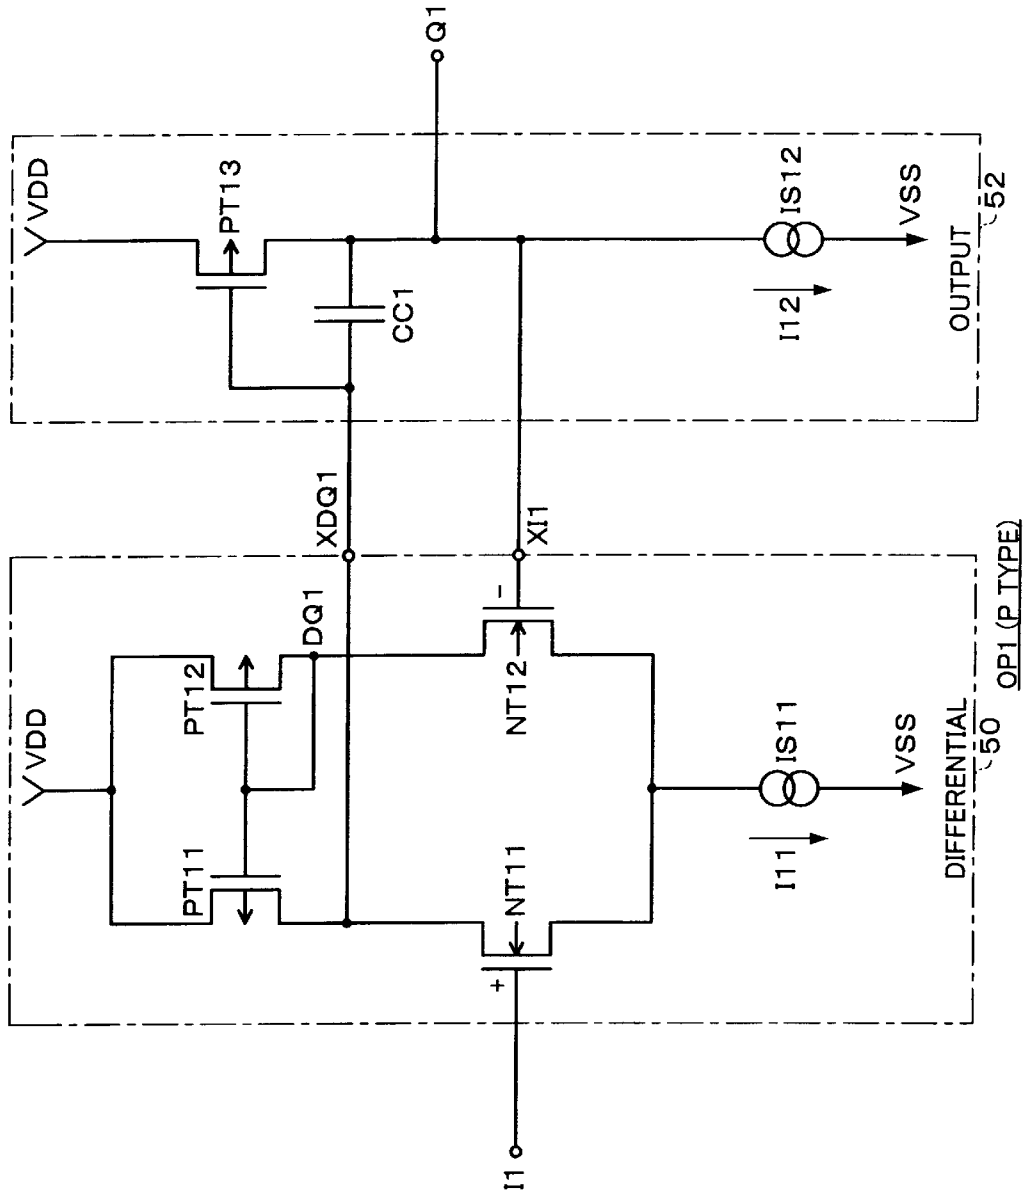 VDD
PT11
PT12
DQ1
XDQ1
I1
+
NT11
NT12
-
XI1
I11
IS11
VSS
DIFFERENTIAL
50
VDD
PT13
CC1
Q1
I12
IS12
VSS
OUTPUT
52
OP1 (P TYPE)